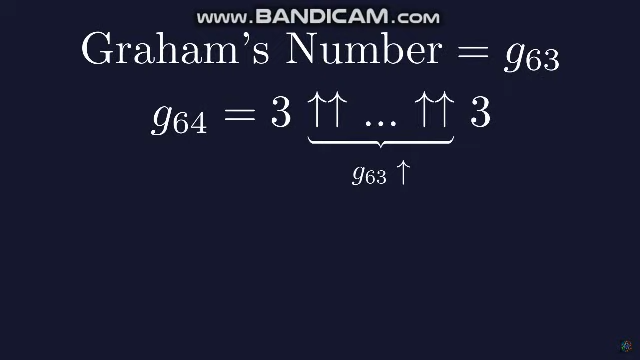 www.BANDICAM.com
Graham's Number = g₆₃
g₆₄ = 3 ↑↑ ... ↑↑ 3
g₆₃ ↑